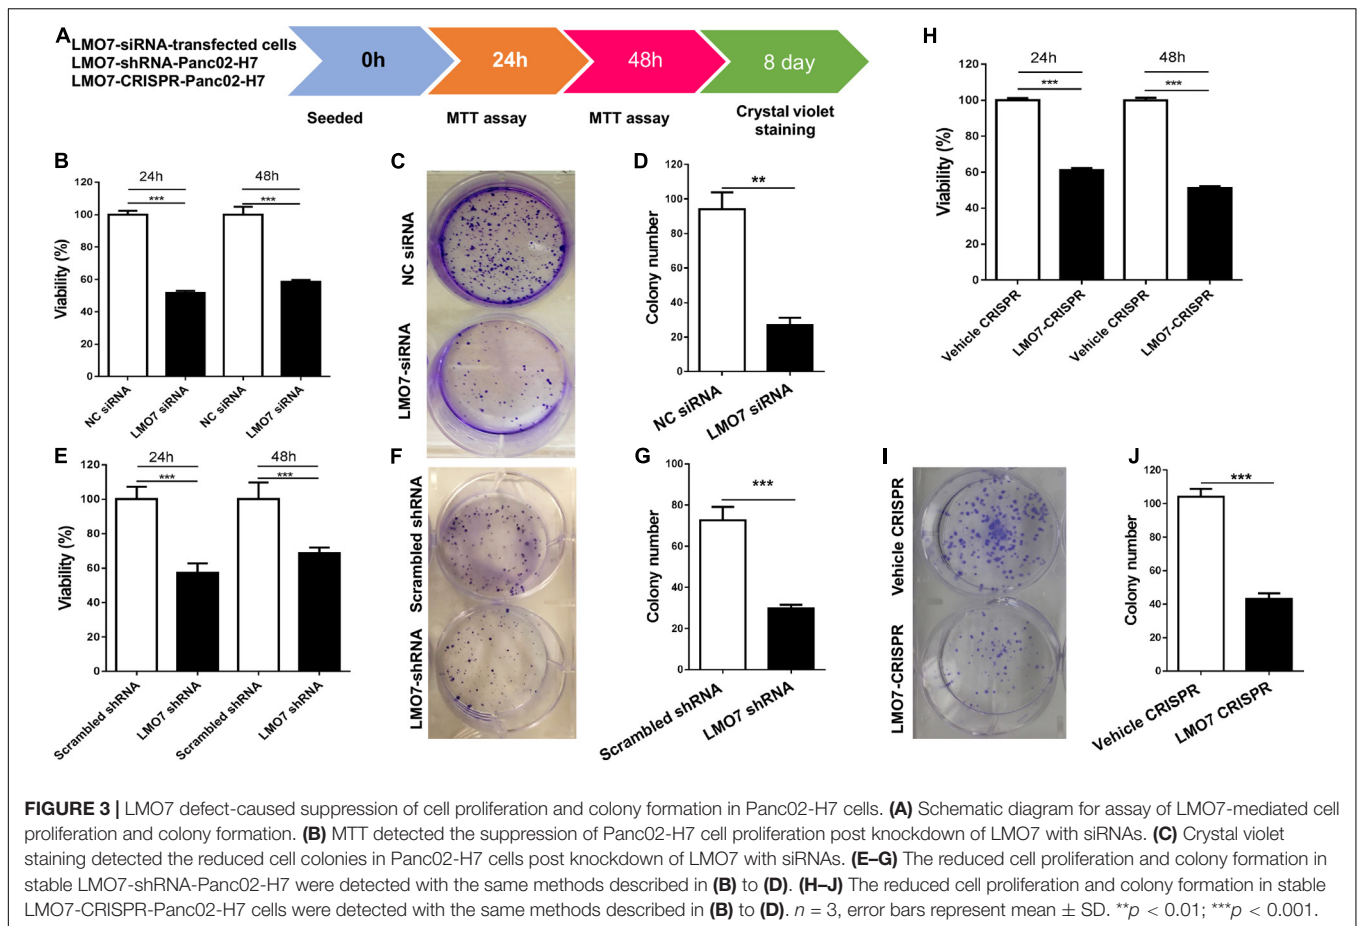 A
LMO7-siRNA-transfected cells
LMO7-shRNA-Panc02-H7
LMO7-CRISPR-Panc02-H7
0h
24h
48h
8 day
Seeded
MTT assay
MTT assay
Crystal violet
staining
B
24h
48h
***
***
Viability (%)
120
100
80
60
40
20
0
NC siRNA
LMO7 siRNA
NC siRNA
LMO7 siRNA
C
NC siRNA
LMO7-siRNA
D
**
Colony number
120
100
80
60
40
20
0
NC siRNA
LMO7 siRNA
E
24h
48h
***
***
Viability (%)
120
100
80
60
40
20
0
Scrambled shRNA
LMO7 shRNA
Scrambled shRNA
LMO7 shRNA
F
Scrambled shRNA
LMO7-shRNA
G
***
Colony number
100
80
60
40
20
0
Scrambled shRNA
LMO7 shRNA
H
24h
48h
***
***
Viability (%)
120
100
80
60
40
20
0
Vehicle CRISPR
LMO7-CRISPR
Vehicle CRISPR
LMO7-CRISPR
I
Vehicle CRISPR
LMO7-CRISPR
J
***
Colony number
120
100
80
60
40
20
0
Vehicle CRISPR
LMO7 CRISPR
FIGURE 3 | LMO7 defect-caused suppression of cell proliferation and colony formation in Panc02-H7 cells. (A) Schematic diagram for assay of LMO7-mediated cell
proliferation and colony formation. (B) MTT detected the suppression of Panc02-H7 cell proliferation post knockdown of LMO7 with siRNAs. (C) Crystal violet
staining detected the reduced cell colonies in Panc02-H7 cells post knockdown of LMO7 with siRNAs. (E–G) The reduced cell proliferation and colony formation in
stable LMO7-shRNA-Panc02-H7 were detected with the same methods described in (B) to (D). (H–J) The reduced cell proliferation and colony formation in stable
LMO7-CRISPR-Panc02-H7 cells were detected with the same methods described in (B) to (D). n = 3, error bars represent mean ± SD. **p < 0.01; ***p < 0.001.